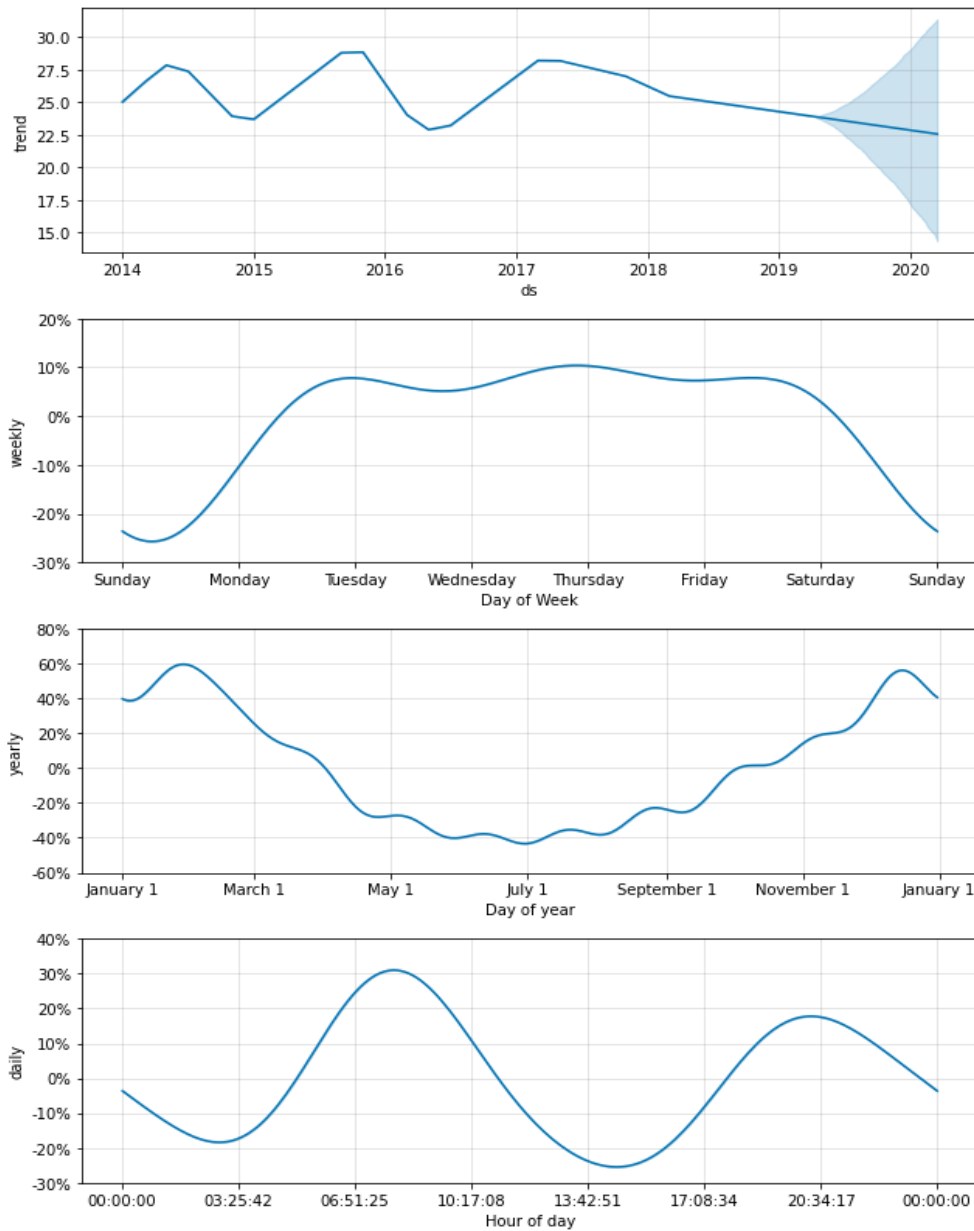 30.0
27.5
25.0
22.5
20.0
17.5
15.0
trend
2014 2015 2016 2017 2018 2019 2020
ds
20%
10%
0%
-10%
-20%
-30%
weekly
Sunday Monday Tuesday Wednesday Thursday Friday Saturday Sunday
Day of Week
80%
60%
40%
20%
0%
-20%
-40%
-60%
yearly
January 1 March 1 May 1 July 1 September 1 November 1 January 1
Day of year
40%
30%
20%
10%
0%
-10%
-20%
-30%
daily
00:00:00 03:25:42 06:51:25 10:17:08 13:42:51 17:08:34 20:34:17 00:00:00
Hour of day